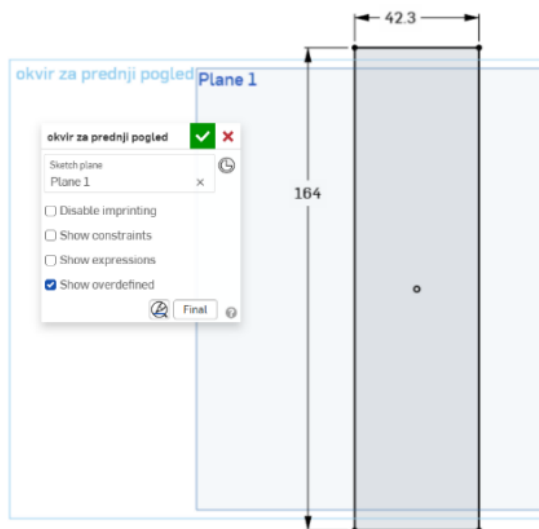 42.3
okvir za prednji pogled
Plane 1
okvir za prednji pogled
Sketch plane
Plane 1
Disable imprinting
164
Show constraints
Show expressions
Show overdefined
Final